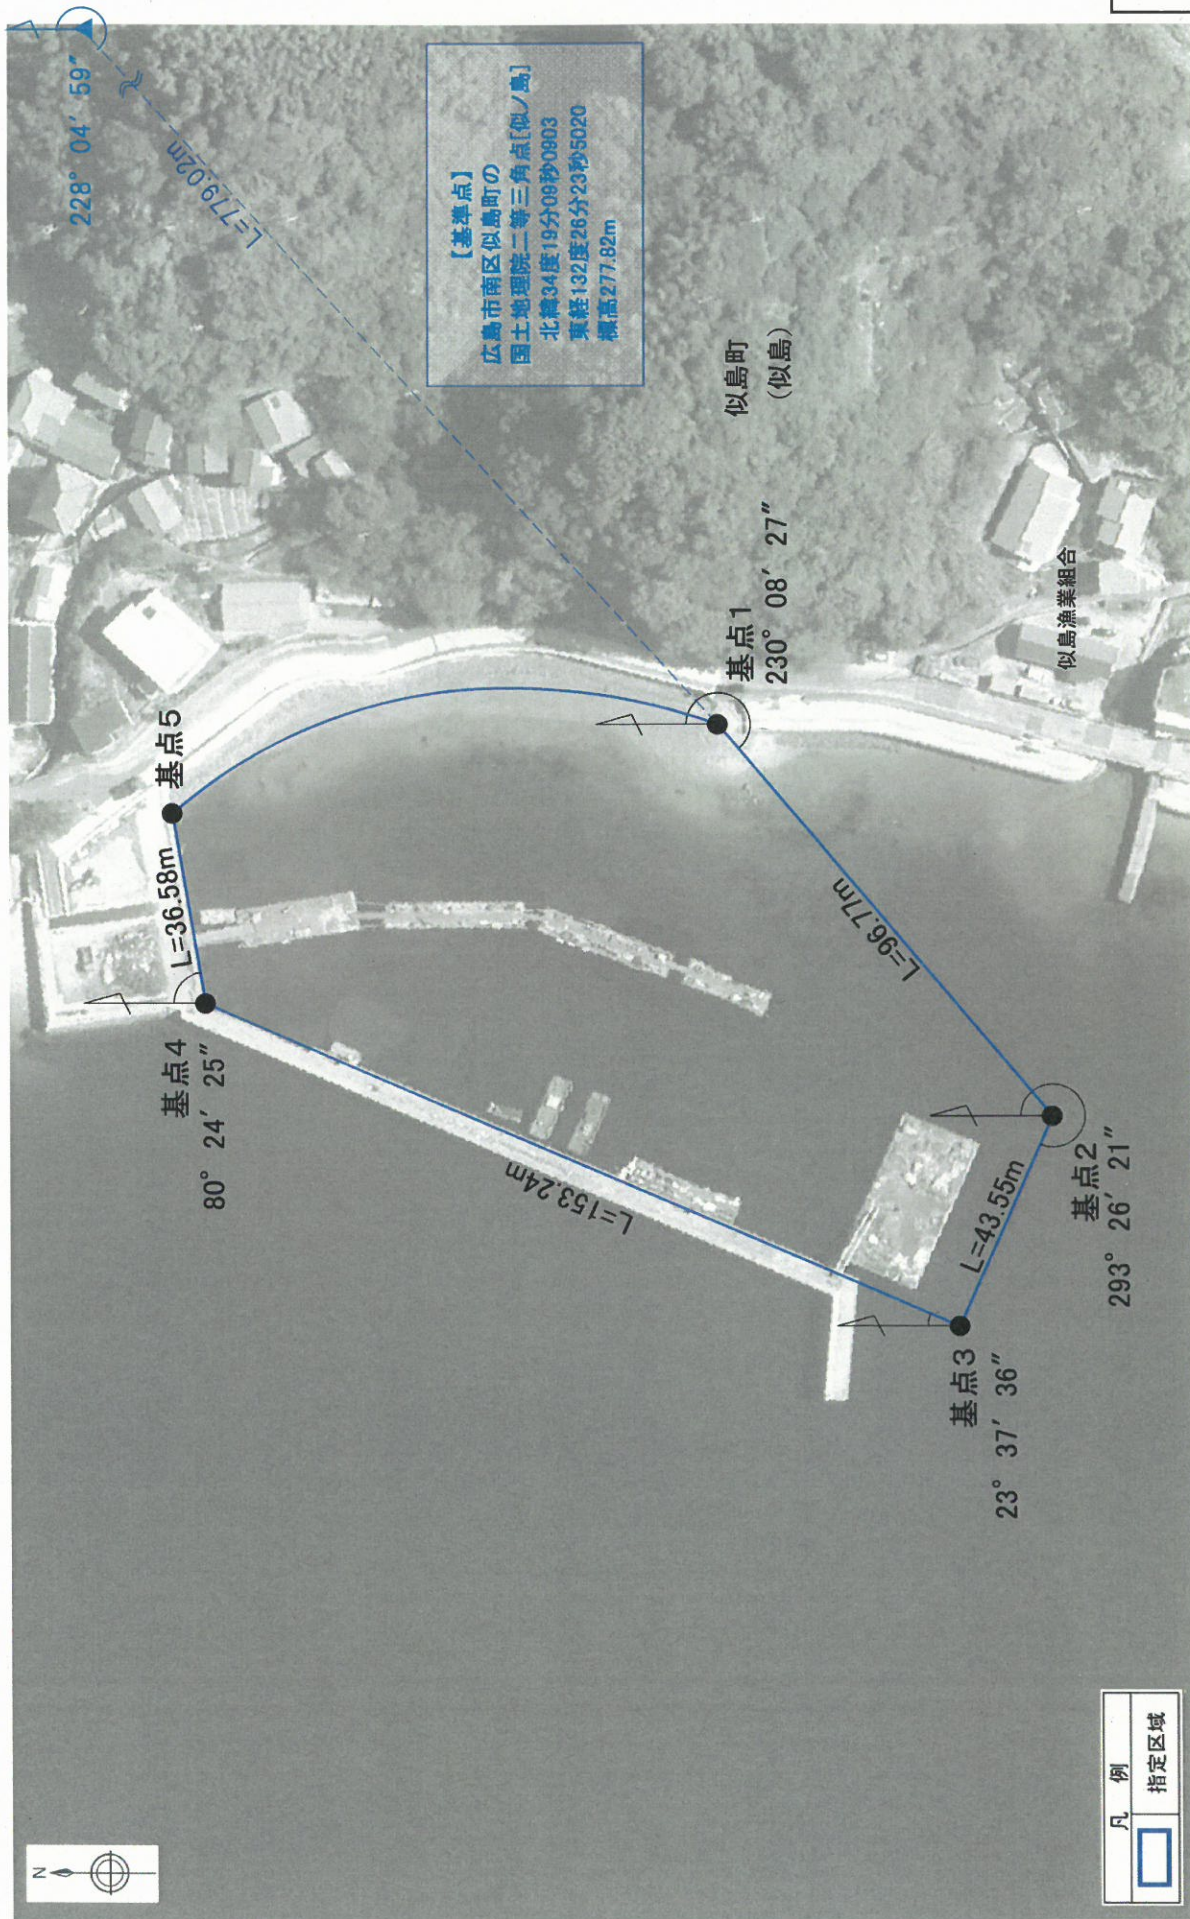 228° 04′ 59″
L=779.02m
【基準点】
広島市南区似島町の
国土地理院二等三角点[似ノ島]
北緯34度19分09秒0903
東経132度26分23秒5020
標高277.82m
似島町
(似島)
基点5
L=36.58m
基点4
80° 24′ 25″
基点1
230° 08′ 27″
似島漁業組合
L=153.24m
L=96.77m
基点2
293° 26′ 21″
L=43.55m
基点3
23° 37′ 36″
N
凡 例
指定区域